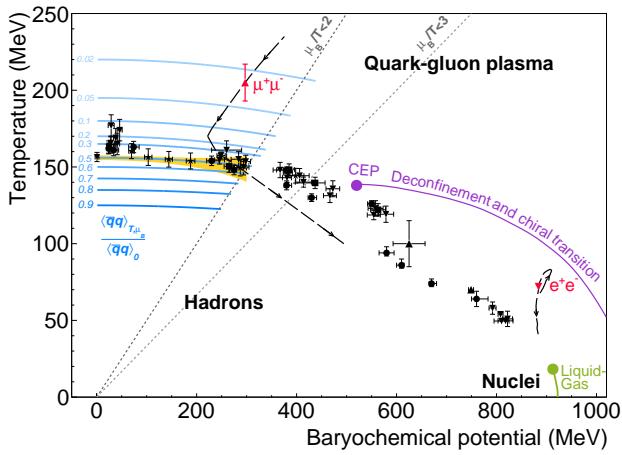 Temperature (MeV)
250
200
150
100
50
0
0.02
0.05
0.1
0.2
0.3
0.5
0.6
0.7
0.8
0.9
⟨q̅q⟩T,μB
⟨q̅q⟩0
μ+μ-
μB/T<2
μB/T<3
Quark-gluon plasma
CEP
Deconfinement and chiral transition
e+e-
Hadrons
Nuclei
Liquid-
Gas
0 200 400 600 800 1000
Baryochemical potential (MeV)